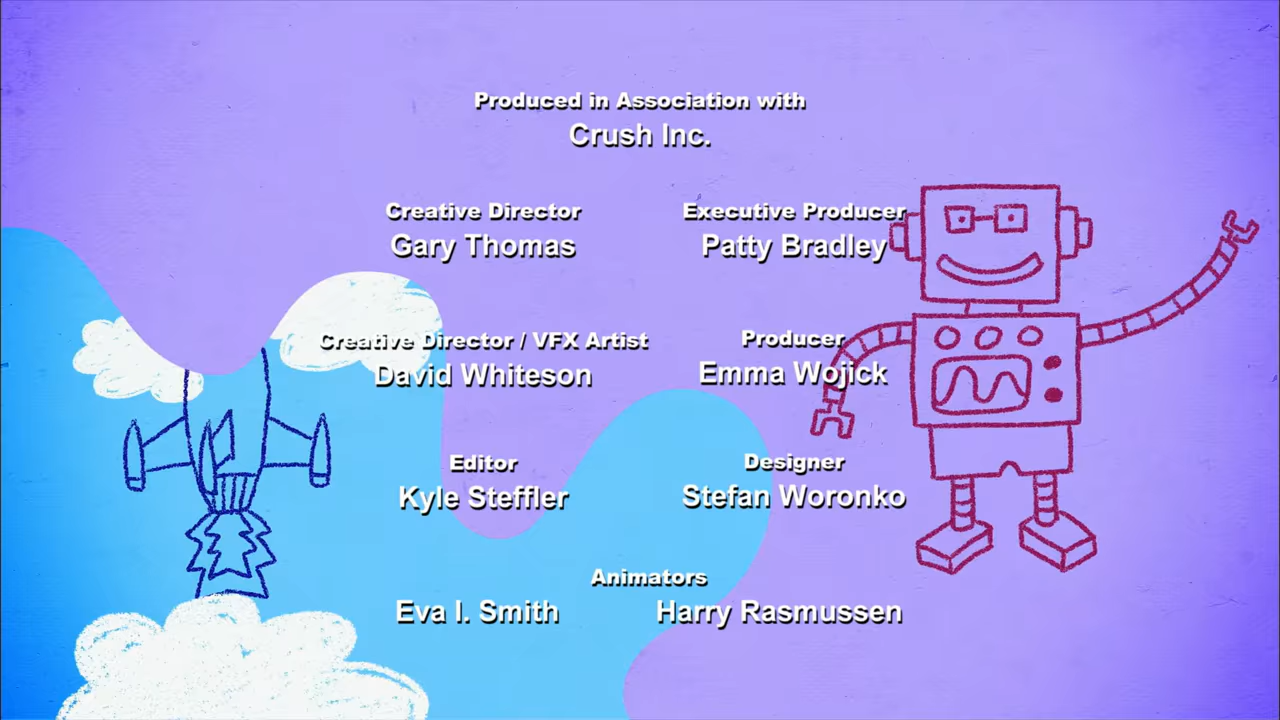 Produced in Association with
Crush Inc.
Creative Director
Gary Thomas
Executive Producer
Patty Bradley
Creative Director / VFX Artist
David Whiteson
Producer
Emma Wojick
Editor
Kyle Steffler
Designer
Stefan Woronko
Animators
Eva I. Smith
Harry Rasmussen